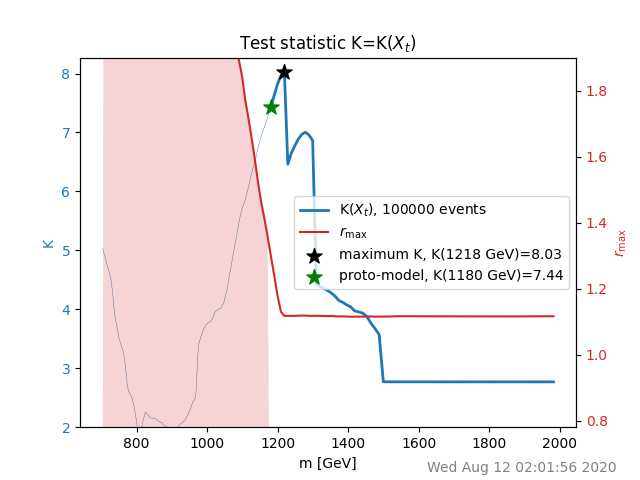 Test statistic K=K(Xₜ)
K
8
7
6
5
4
3
2
1.8
1.6
1.4
1.2
1.0
0.8
r_max
K(Xₜ), 100000 events
r_max
maximum K, K(1218 GeV)=8.03
proto-model, K(1180 GeV)=7.44
800 1000 1200 1400 1600 1800 2000
m [GeV]
Wed Aug 12 02:01:56 2020